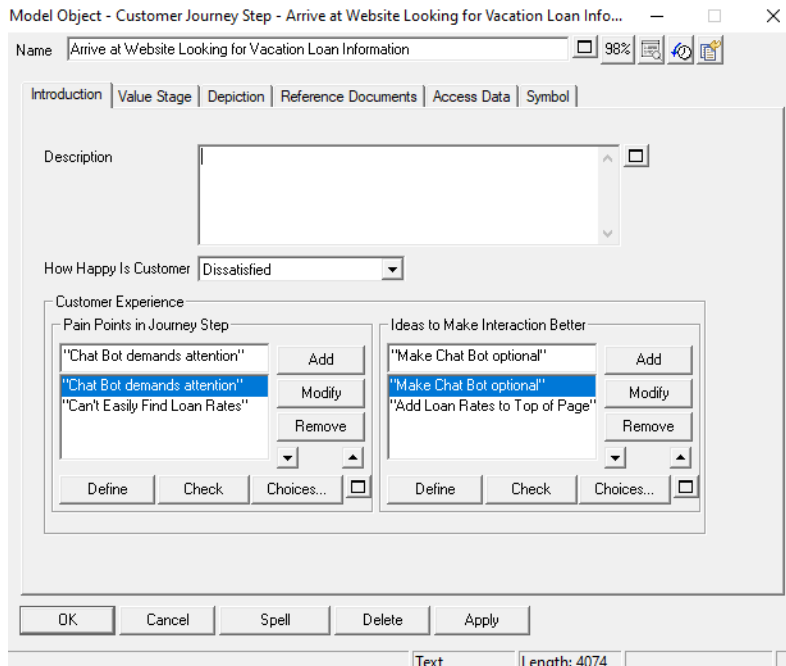 Model Object - Customer Journey Step - Arrive at Website Looking for Vacation Loan Info...
Name Arrive at Website Looking for Vacation Loan Information 98%
Introduction Value Stage Depiction Reference Documents Access Data Symbol
Description
How Happy Is Customer Dissatisfied
Customer Experience
Pain Points in Journey Step Ideas to Make Interaction Better
"Chat Bot demands attention" Add "Make Chat Bot optional" Add
"Chat Bot demands attention" Modify "Make Chat Bot optional" Modify
"Can't Easily Find Loan Rates" "Add Loan Rates to Top of Page"
Remove Remove
Define Check Choices... Define Check Choices...
OK Cancel Spell Delete Apply
Text Length: 4074